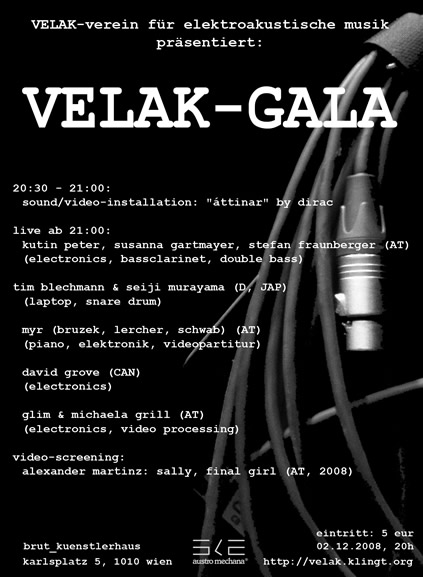 VELAK-verein für elektroakustische musik
präsentiert:
VELAK-GALA
20:30 - 21:00:
sound/video-installation: "áttinar" by dirac
live ab 21:00:
kutin peter, susanna gartmayer, stefan fraunberger (AT)
(electronics, bassclarinet, double bass)
tim blechmann & seiji murayama (D, JAP)
(laptop, snare drum)
myr (bruzek, lercher, schwab) (AT)
(piano, elektronik, videopartitur)
david grove (CAN)
(electronics)
glim & michaela grill (AT)
(electronics, video processing)
video-screening:
alexander martinz: sally, final girl (AT, 2008)
eintritt: 5 eur
brut_kuenstlerhaus
02.12.2008, 20h
karlsplatz 5, 1010 wien
austro mechana®
http://velak.klingt.org